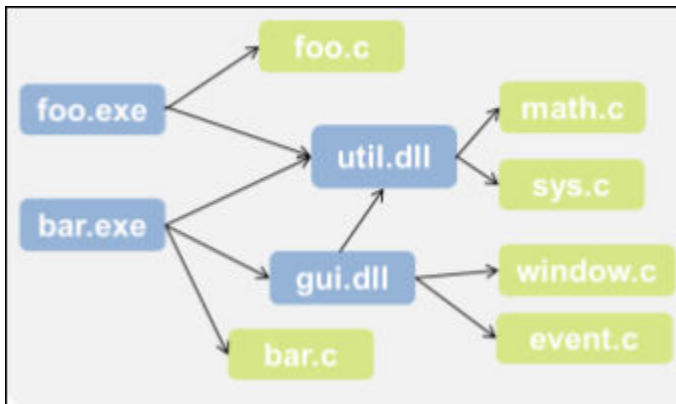 foo.c
foo.exe
math.c
util.dll
sys.c
bar.exe
gui.dll
window.c
event.c
bar.c